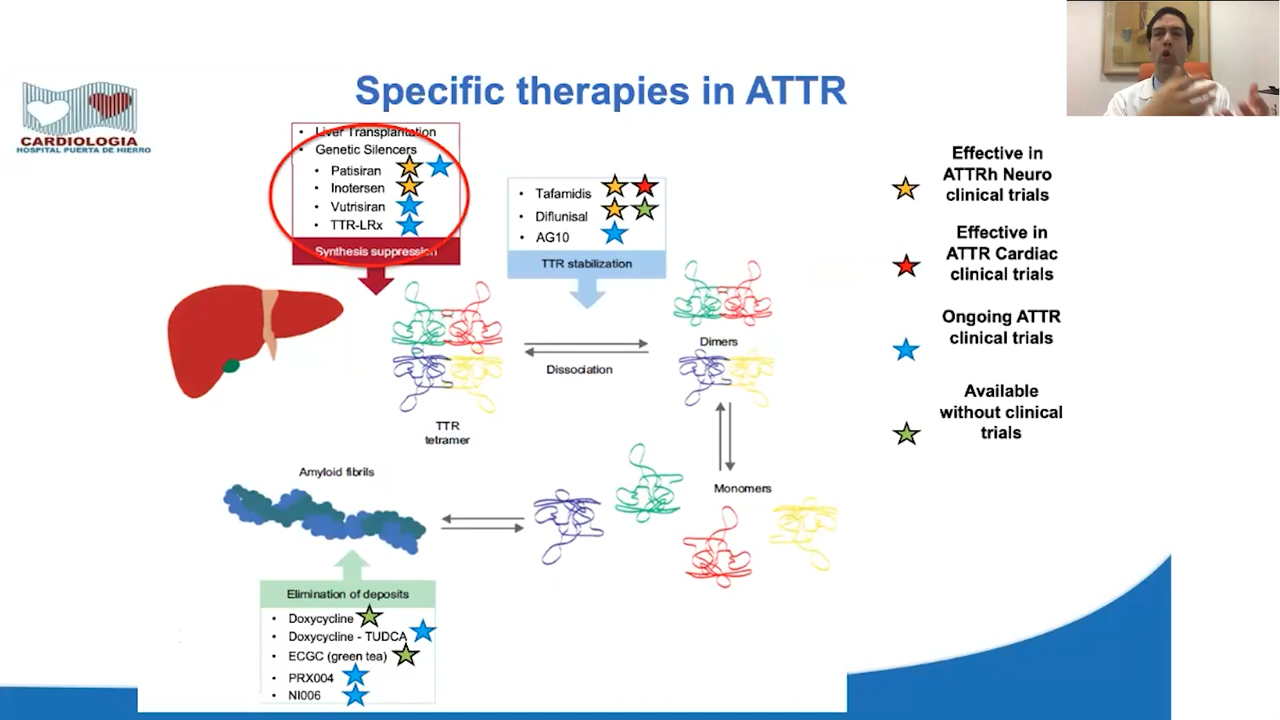 Specific therapies in ATTR
CARDIOLOGIA
HOSPITAL PUERTA DE HIERRO
• Liver Transplantation
• Genetic Silencers
• Patisiran
• Inotersen
• Vutrisiran
• TTR-LRx
Synthesis suppression
• Tafamidis
• Diflunisal
• AG10
TTR stabilization
Effective in
ATTRh Neuro
clinical trials
Effective in
ATTR Cardiac
clinical trials
Ongoing ATTR
clinical trials
Available
without clinical
trials
Dimers
Dissociation
TTR
tetramer
Amyloid fibrils
Monomers
Elimination of deposits
• Doxycycline
• Doxycycline - TUDCA
• ECGC (green tea)
• PRX004
• NI006